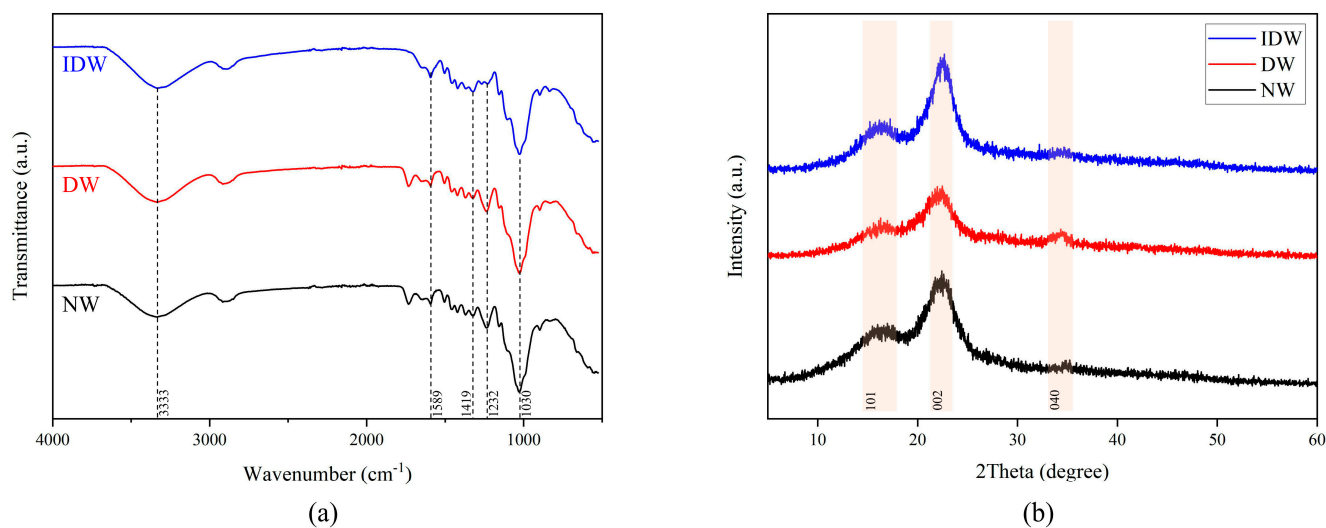 IDW
DW
NW
Transmittance (a.u.)
3333
1589
1419
1232
1030
4000
3000
2000
1000
Wavenumber (cm⁻¹)
(a)
IDW
DW
NW
Intensity (a.u.)
101
002
040
10
20
30
40
50
60
2Theta (degree)
(b)